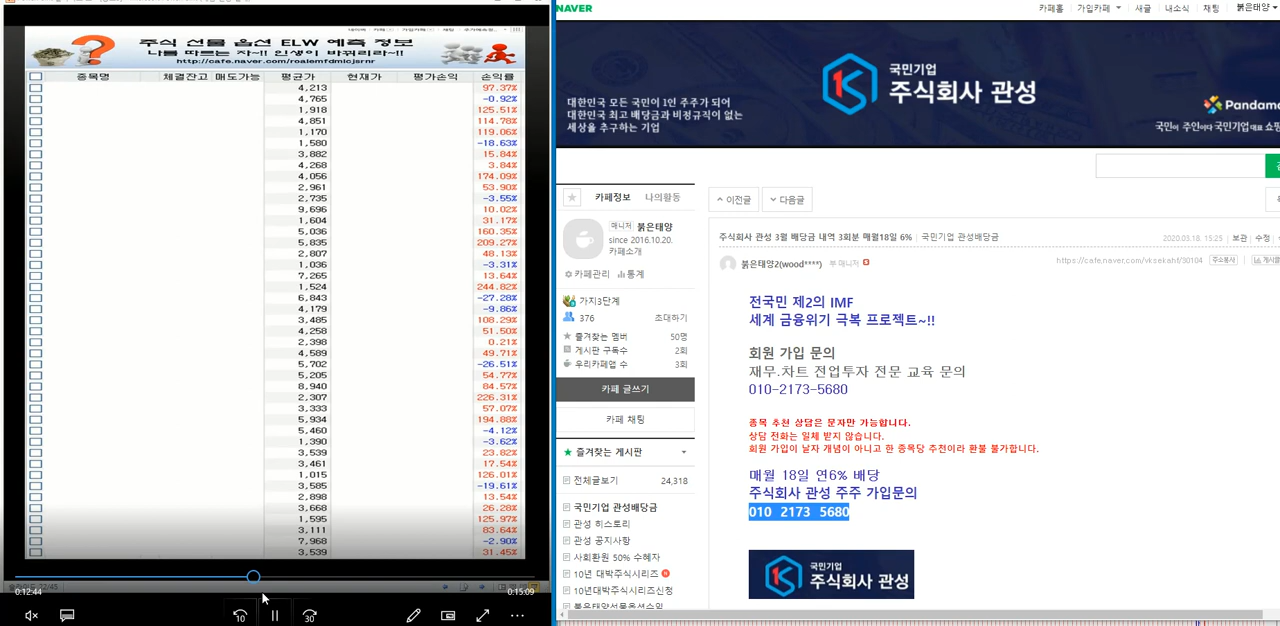 주식 선물 옵션 ELW 예측 정보
나를 따르는 자~!! 인생이 바뀌리라~!!
종목명 체결잔고 매도가능 평균가 현재가 평가손익 손익률
4,213 97.37%
4,765 -0.92%
1,918 125.51%
4,851 114.78%
1,170 119.06%
1,580 -18.63%
3,882 15.84%
4,268 3.84%
4,056 174.09%
2,961 53.90%
2,735 -3.55%
9,696 10.02%
1,604 31.17%
5,036 160.35%
5,835 209.27%
2,807 48.13%
1,036 -3.31%
7,265 13.64%
1,524 244.82%
6,843 -27.28%
4,179 -9.86%
3,485 108.29%
4,258 51.50%
2,398 0.21%
4,589 49.71%
5,702 -26.51%
5,205 54.77%
8,940 84.57%
2,307 226.31%
3,333 57.07%
5,934 194.88%
5,460 -4.12%
1,390 -3.62%
3,539 23.82%
3,461 17.54%
1,015 126.01%
3,585 -19.61%
2,898 13.54%
3,668 26.28%
1,595 125.97%
3,111 83.64%
7,968 -2.90%
3,539 31.45%
0:12:44 0:15:09
10 30
NAVER
카페홈 가입카페 새글 내소식 채팅 붉은태양
국민기업
주식회사 관성
대한민국 모든 국민이 1인 주주가 되어
대한민국 최고 배당금과 비정규직이 없는
세상을 추구하는 기업
국민이 주인이다 국민기업대표 쇼핑
카페정보 나의활동
매니저 붉은태양
since 2016.10.20.
카페소개
카페관리 통계
가지3단계
376 초대하기
즐겨찾는 멤버 50명
게시판 구독수 2회
우리카페앱 수 3회
카페 글쓰기
카페 채팅
즐겨찾는 게시판
전체글보기 24,318
국민기업 관성배당금
관성 히스토리
관성 공지사항
사회환원 50% 수혜자
10년 대박주식시리즈
10년대박주식시리즈신청
붉은태양선물옵션수익
이전글 다음글
주식회사 관성 3월 배당금 내역 3회분 매월18일 6% 국민기업 관성배당금
2020.03.18. 15:25 보관 수정
붉은태양2(wood****) 부매니저
https://cafe.naver.com/vksekahf/30104 주소복사
전국민 제2의 IMF
세계 금융위기 극복 프로젝트~!!
회원 가입 문의
재무.차트 전업투자 전문 교육 문의
010-2173-5680
종목 추천 상담은 문자만 가능합니다.
상담 전화는 일체 받지 않습니다.
회원 가입이 날자 개념이 아니고 한 종목당 추천이라 환불 불가합니다.
매월 18일 연6% 배당
주식회사 관성 주주 가입문의
010 2173 5680
국민기업
주식회사 관성